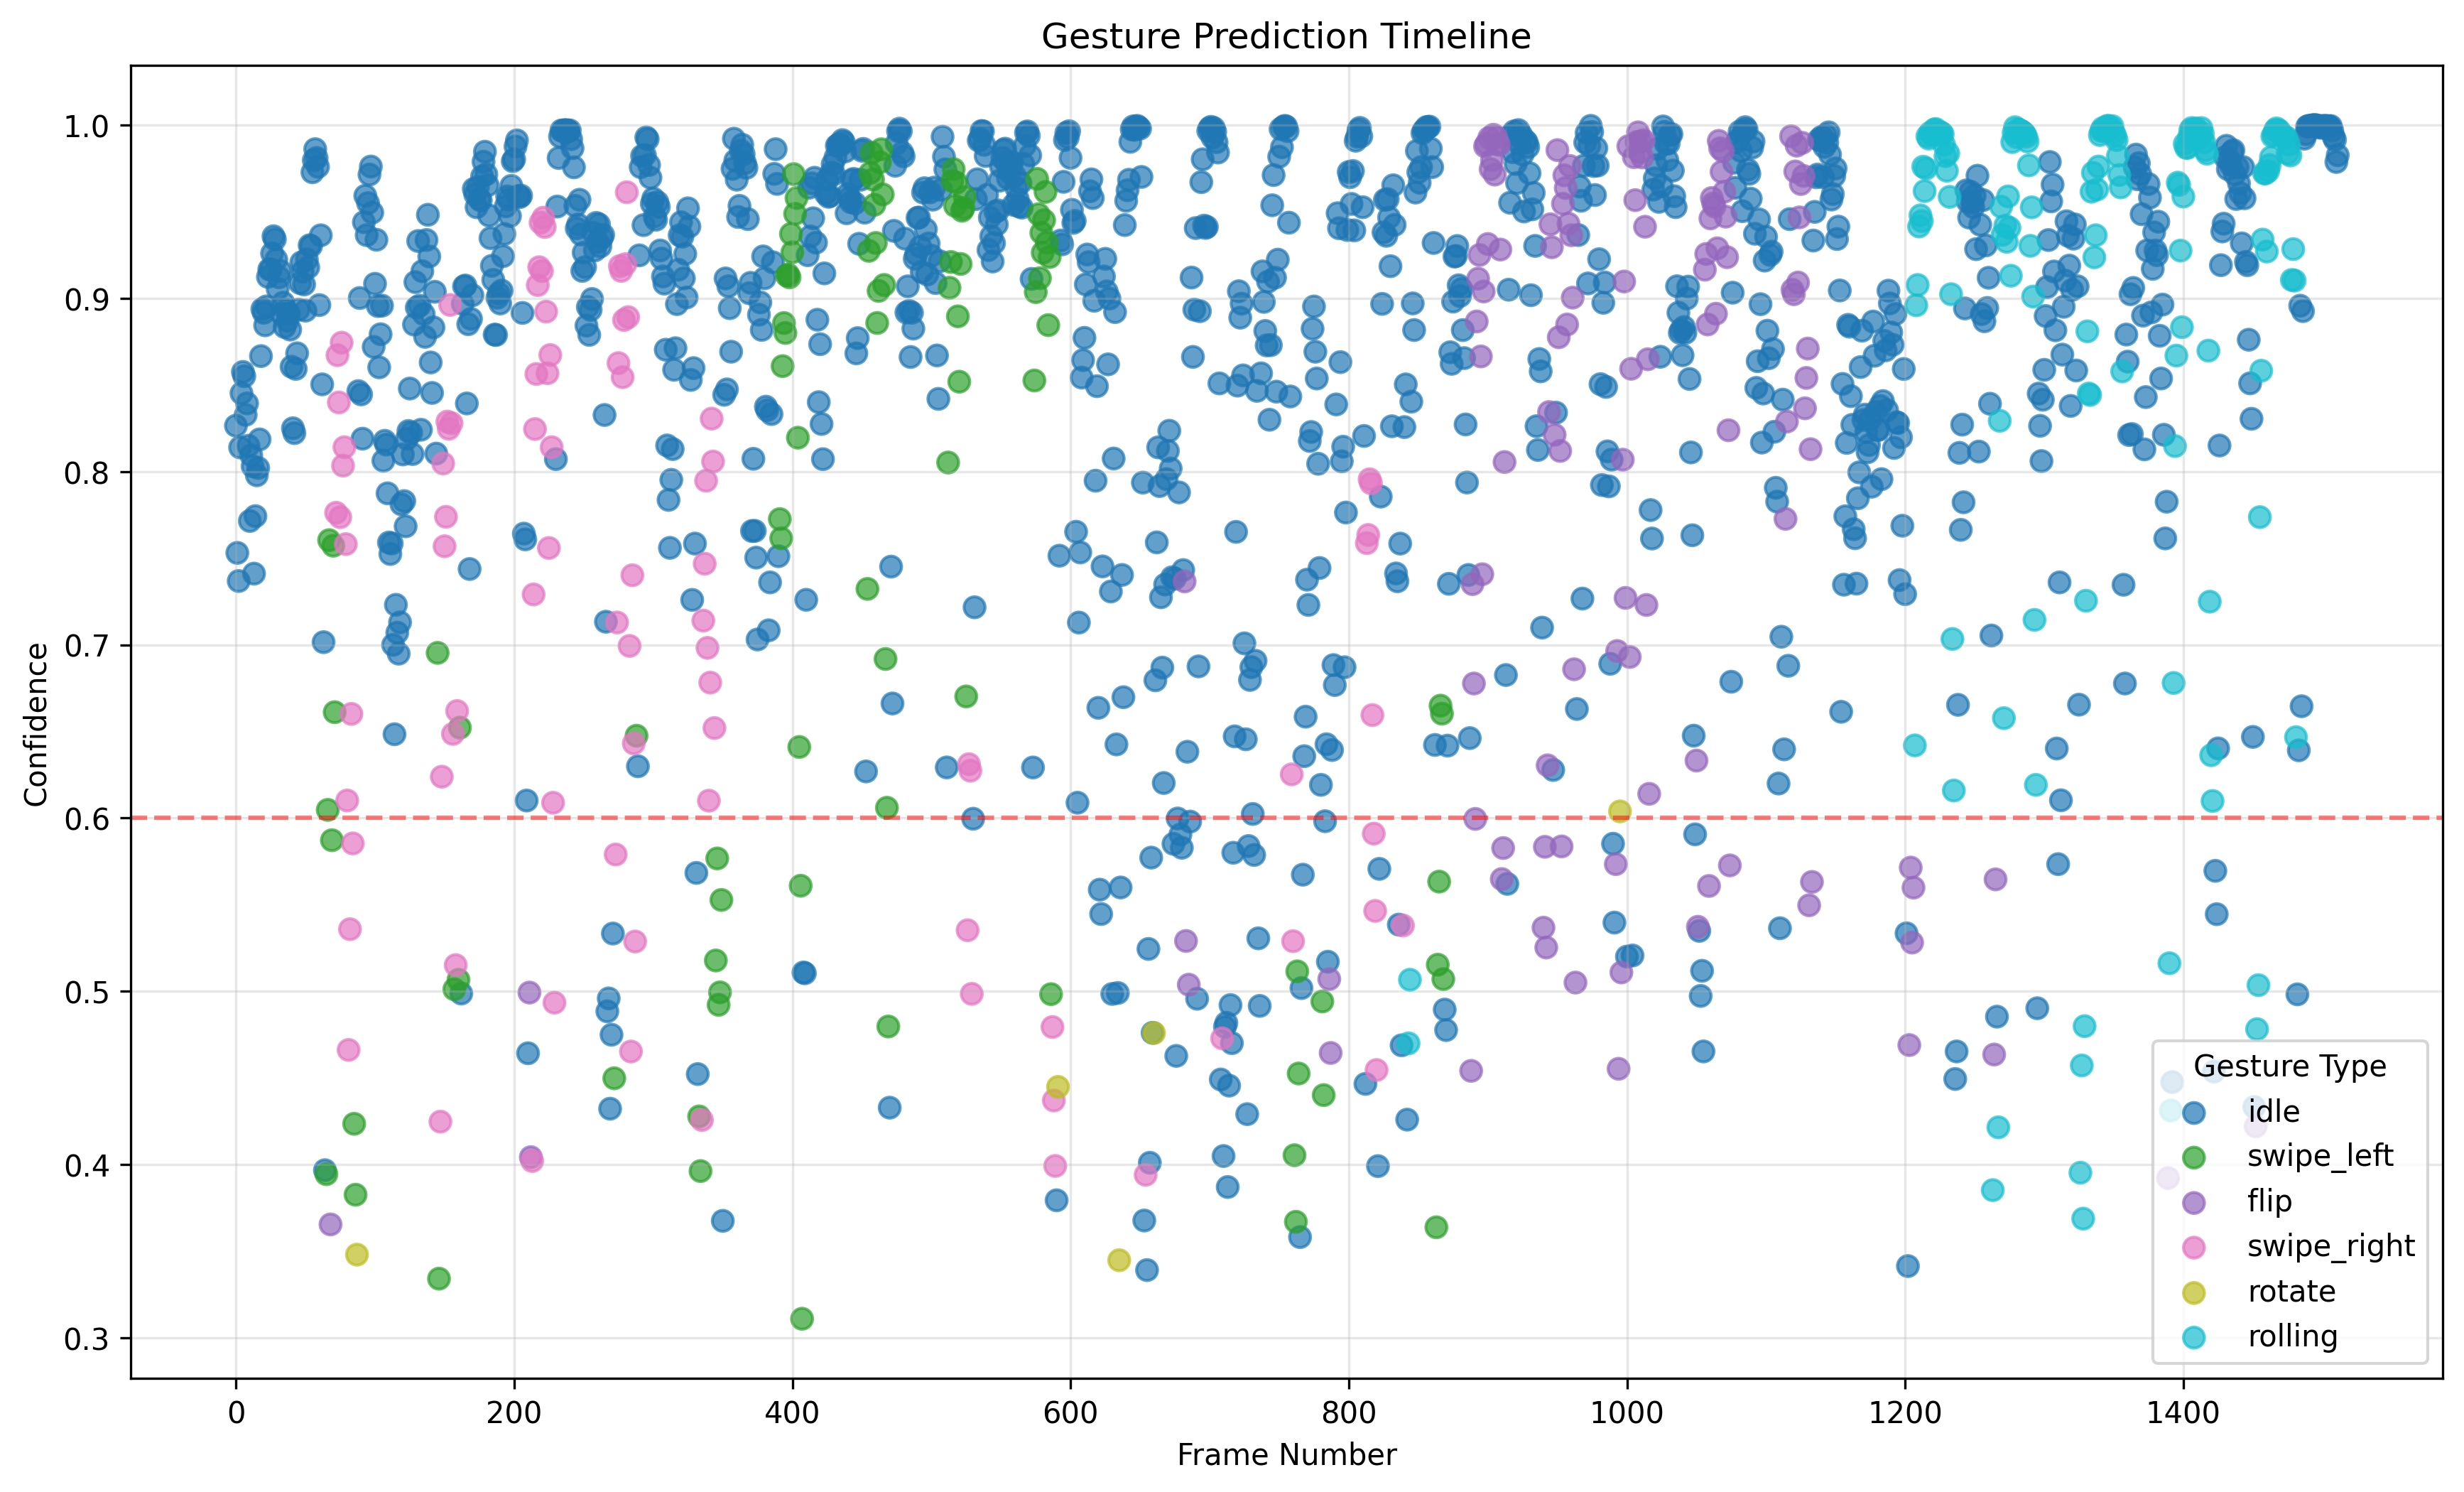 Gesture Prediction Timeline
1.0
0.9
0.8
0.7
0.6
0.5
0.4
0.3
Confidence
0
200
400
600
800
1000
1200
1400
Frame Number
Gesture Type
idle
swipe_left
flip
swipe_right
rotate
rolling